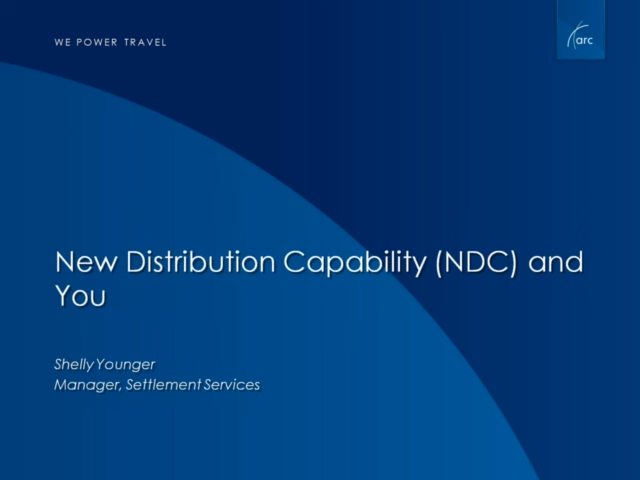 WE POWER TRAVEL
arc
New Distribution Capability (NDC) and
You
Shelly Younger
Manager, Settlement Services